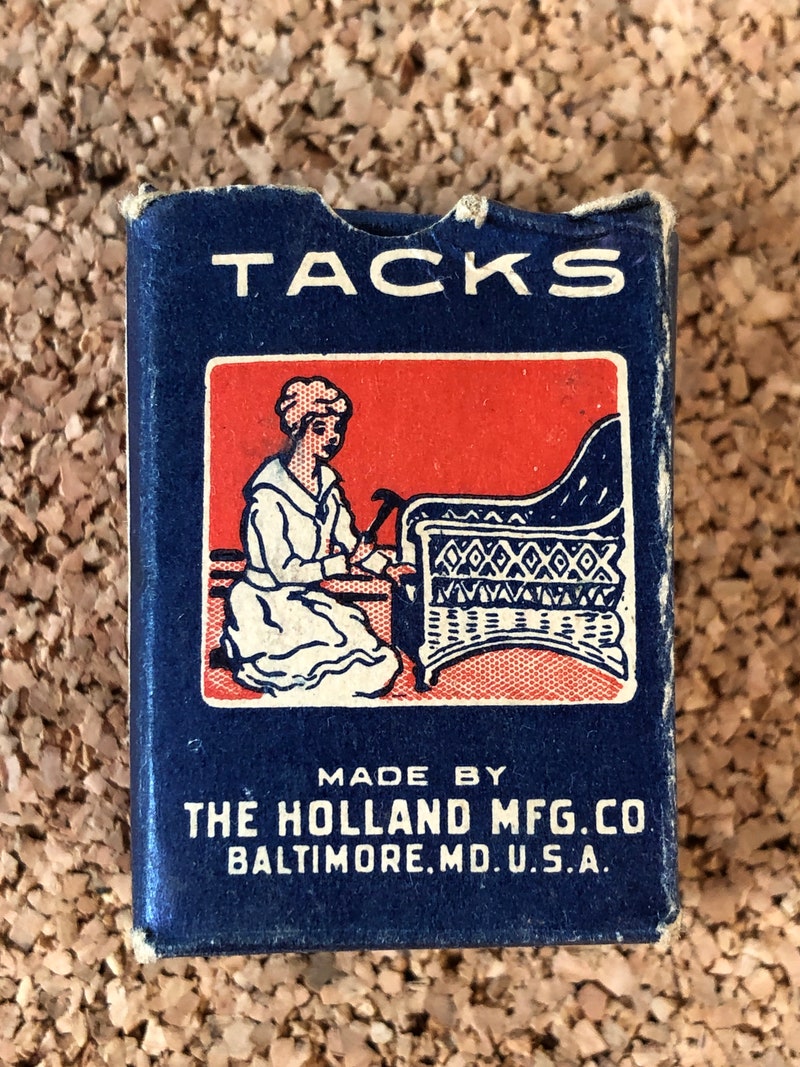 TACKS
MADE BY
THE HOLLAND MFG.CO
BALTIMORE,MD.U.S.A.